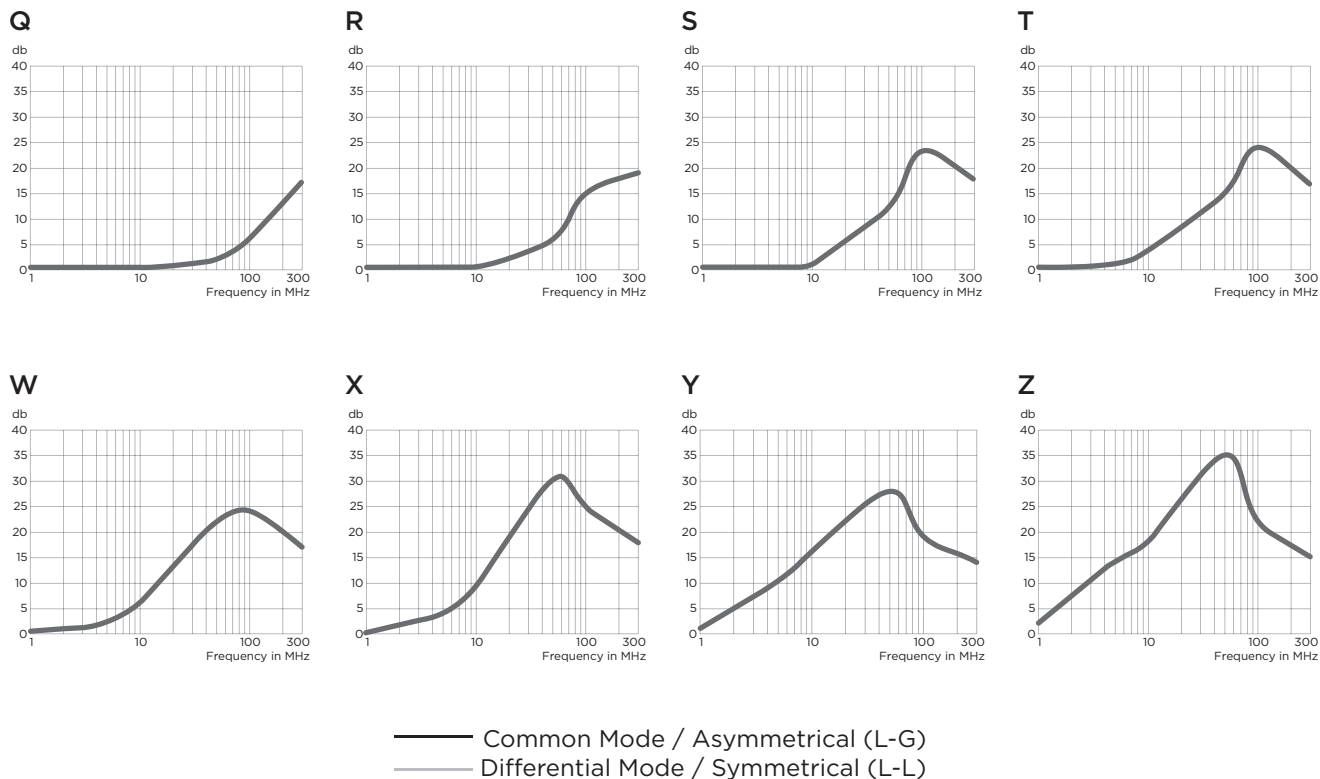 Q R S T
db db db db
40 40 40 40
35 35 35 35
30 30 30 30
25 25 25 25
20 20 20 20
15 15 15 15
10 10 10 10
5 5 5 5
0 0 0 0
1 10 100 300 1 10 100 300 1 10 100 300 1 10 100 300
Frequency in MHz Frequency in MHz Frequency in MHz Frequency in MHz
W X Y Z
db db db db
40 40 40 40
35 35 35 35
30 30 30 30
25 25 25 25
20 20 20 20
15 15 15 15
10 10 10 10
5 5 5 5
0 0 0 0
1 10 100 300 1 10 100 300 1 10 100 300 1 10 100 300
Frequency in MHz Frequency in MHz Frequency in MHz Frequency in MHz
Common Mode / Asymmetrical (L-G)
Differential Mode / Symmetrical (L-L)